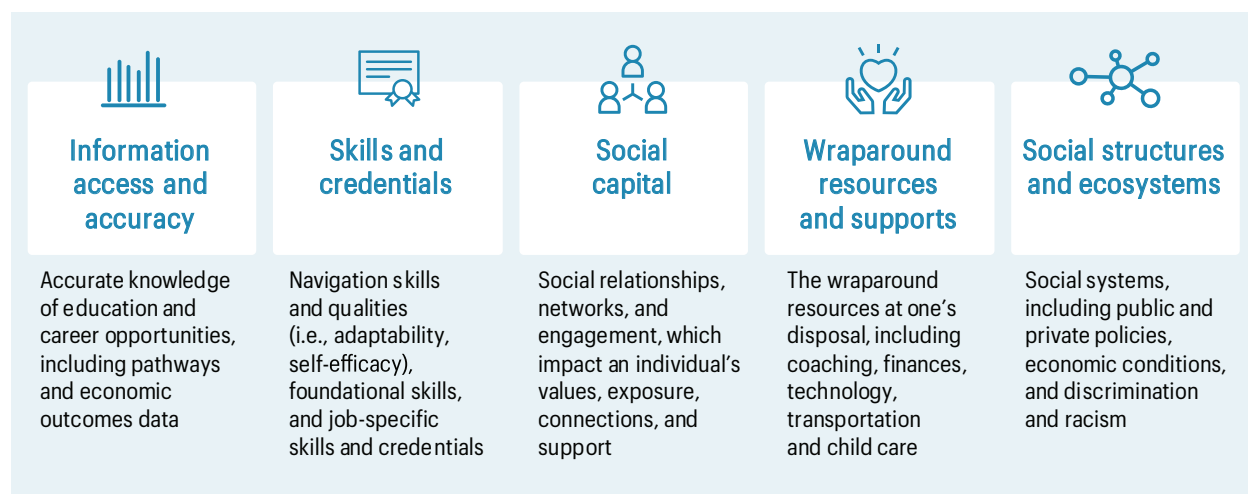 Information
access and
accuracy
Accurate knowledge
of education and
career opportunities,
including pathways
and economic
outcomes data
Skills and
credentials
Navigation skills
and qualities
(i.e., adaptability,
self-efficacy),
foundational skills,
and job-specific
skills and credentials
Social
capital
Social relationships,
networks, and
engagement, which
impact an individual’s
values, exposure,
connections, and
support
Wraparound
resources
and supports
The wraparound
resources at one’s
disposal, including
coaching, finances,
technology,
transportation
and child care
Social structures
and ecosystems
Social systems,
including public and
private policies,
economic conditions,
and discrimination
and racism